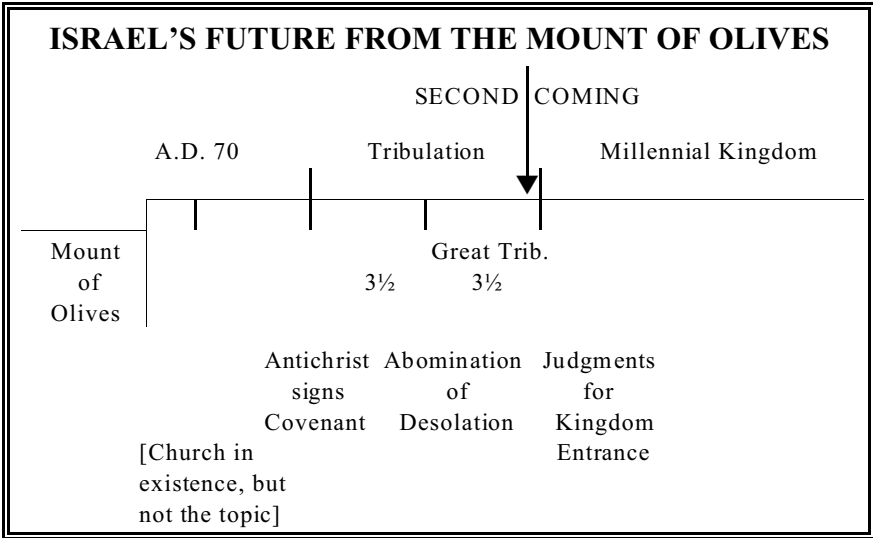 ISRAEL’S FUTURE FROM THE MOUNT OF OLIVES
SECOND COMING
A.D. 70 Tribulation Millennial Kingdom
Mount
of
Olives
Great Trib.
3½ 3½
Antichrist
signs
Covenant
Abomination
of
Desolation
Judgments
for
Kingdom
Entrance
[Church in
existence, but
not the topic]